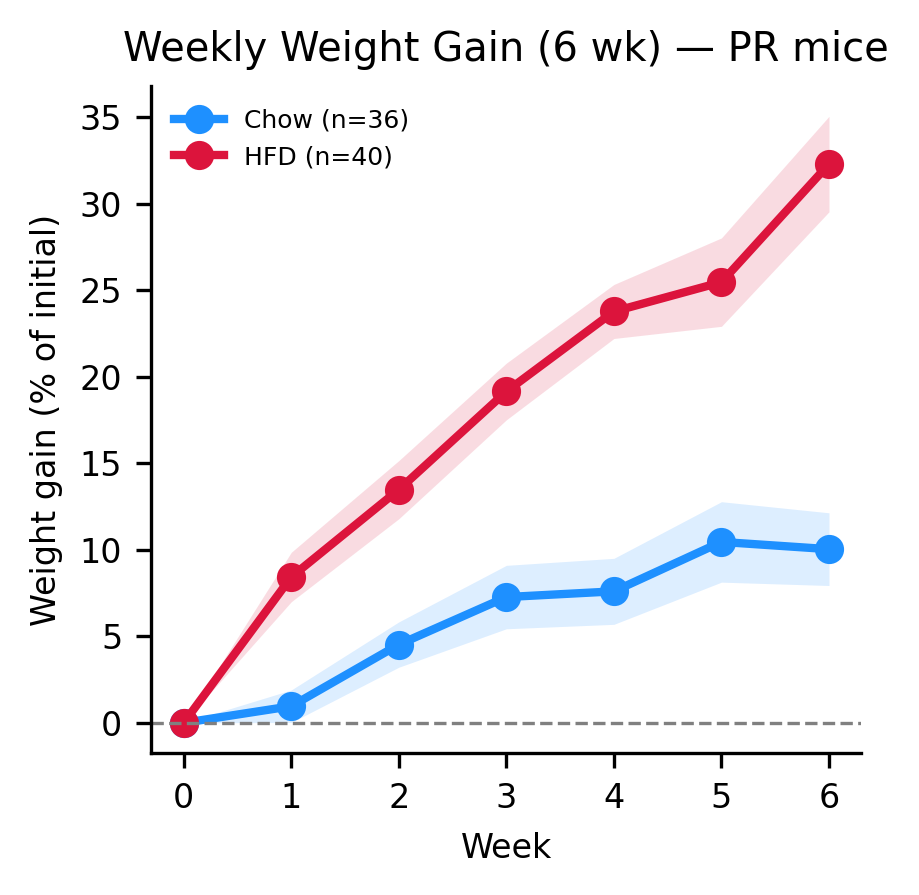 Weekly Weight Gain (6 wk) — PR mice
Chow (n=36)
HFD (n=40)
Weight gain (% of initial)
35
30
25
20
15
10
5
0
0 1 2 3 4 5 6
Week